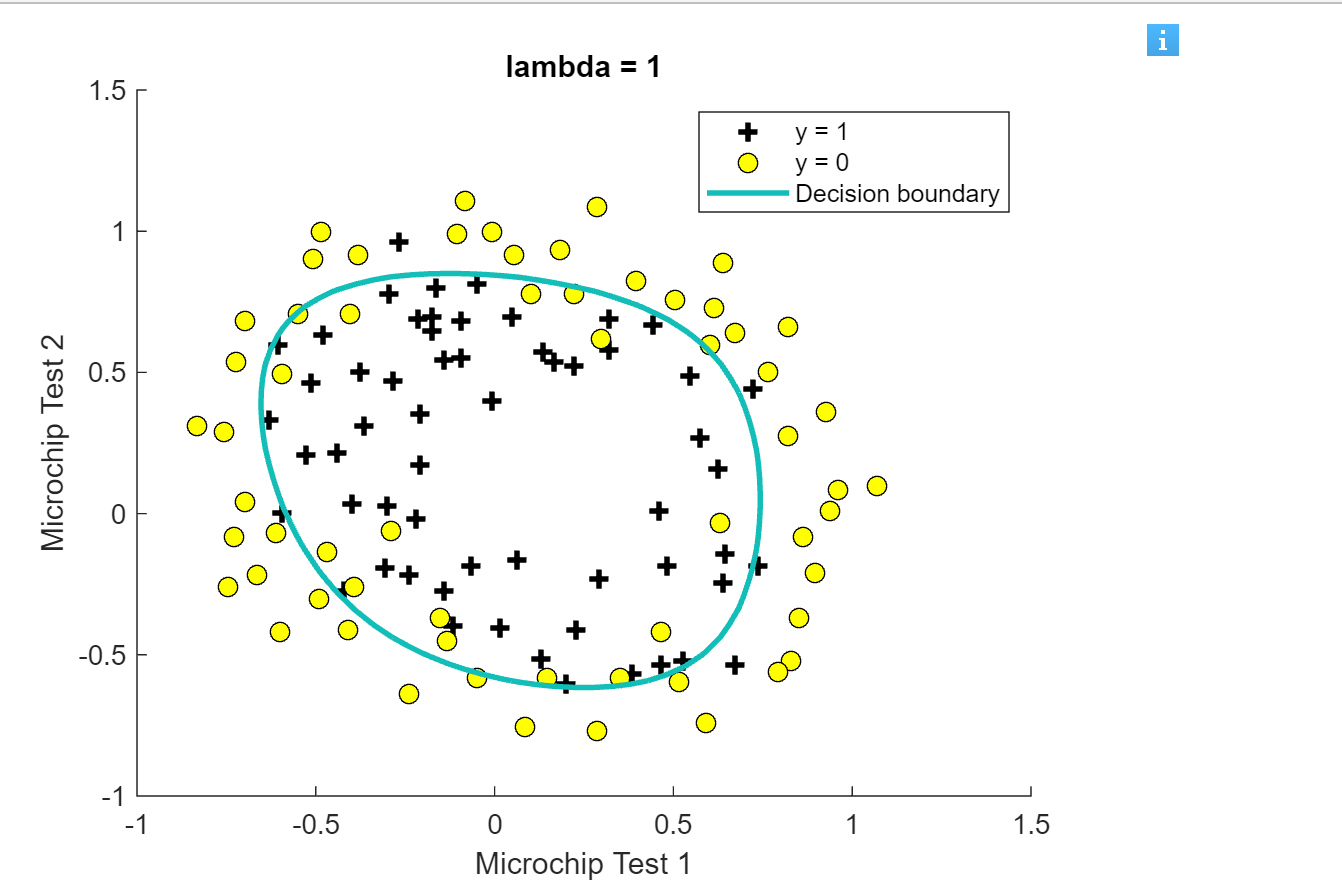 i
lambda = 1
1.5
1
0.5
0
-0.5
-1
y = 1
y = 0
Decision boundary
Microchip Test 2
-1
-0.5
0
0.5
1
1.5
Microchip Test 1